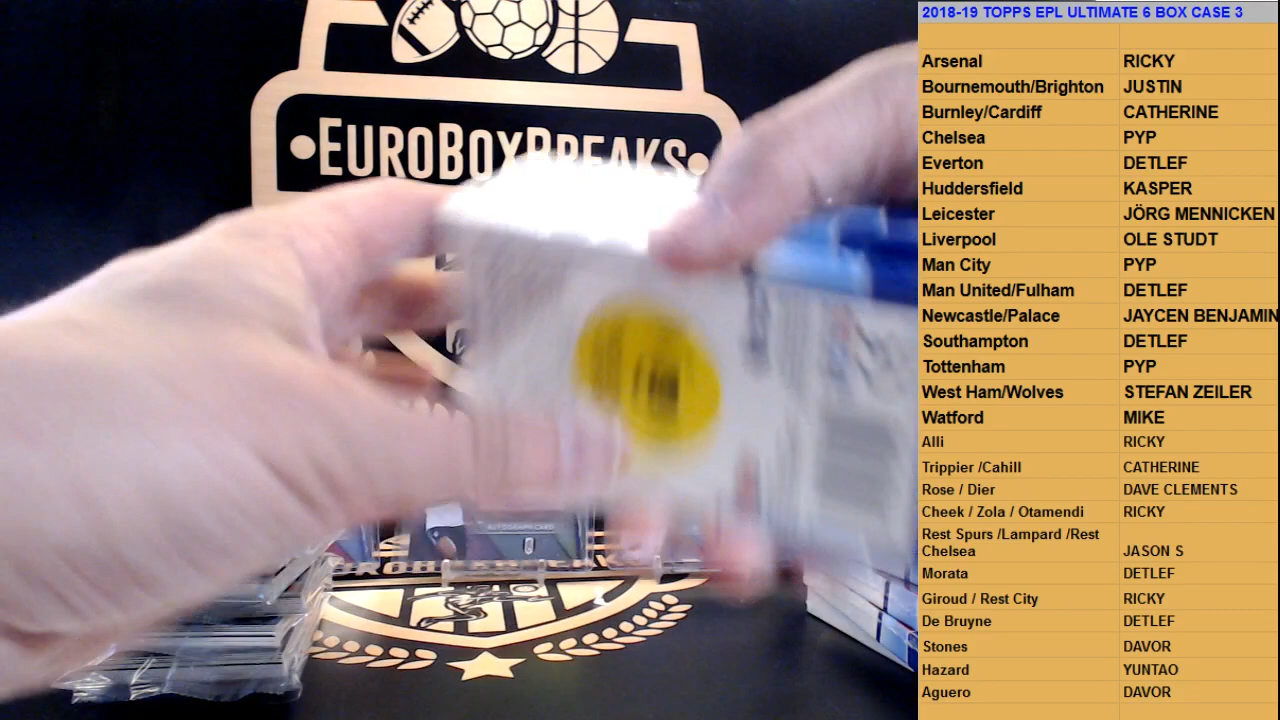 EUROBOXBREAKS
AUTOGRAPH CARD
2018-19 TOPPS EPL ULTIMATE 6 BOX CASE 3
Arsenal RICKY
Bournemouth/Brighton JUSTIN
Burnley/Cardiff CATHERINE
Chelsea PYP
Everton DETLEF
Huddersfield KASPER
Leicester JÖRG MENNICKEN
Liverpool OLE STUDT
Man City PYP
Man United/Fulham DETLEF
Newcastle/Palace JAYCEN BENJAMIN
Southampton DETLEF
Tottenham PYP
West Ham/Wolves STEFAN ZEILER
Watford MIKE
Alli RICKY
Trippier /Cahill CATHERINE
Rose / Dier DAVE CLEMENTS
Cheek / Zola / Otamendi RICKY
Rest Spurs /Lampard /Rest
Chelsea JASON S
Morata DETLEF
Giroud / Rest City RICKY
De Bruyne DETLEF
Stones DAVOR
Hazard YUNTAO
Aguero DAVOR